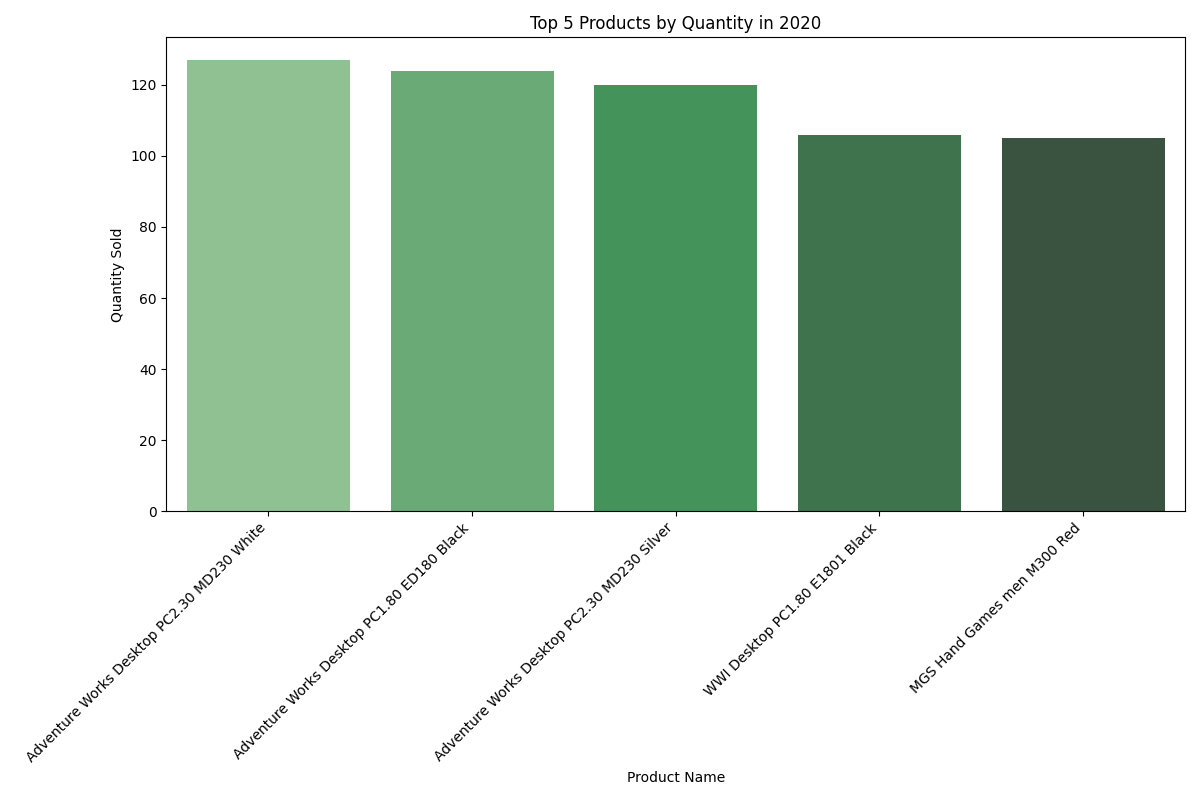 Top 5 Products by Quantity in 2020
Quantity Sold
120
100
80
60
40
20
0
Adventure Works Desktop PC2.30 MD230 White
Adventure Works Desktop PC1.80 ED180 Black
Adventure Works Desktop PC2.30 MD230 Silver
WWI Desktop PC1.80 E1801 Black
MGS Hand Games men M300 Red
Product Name